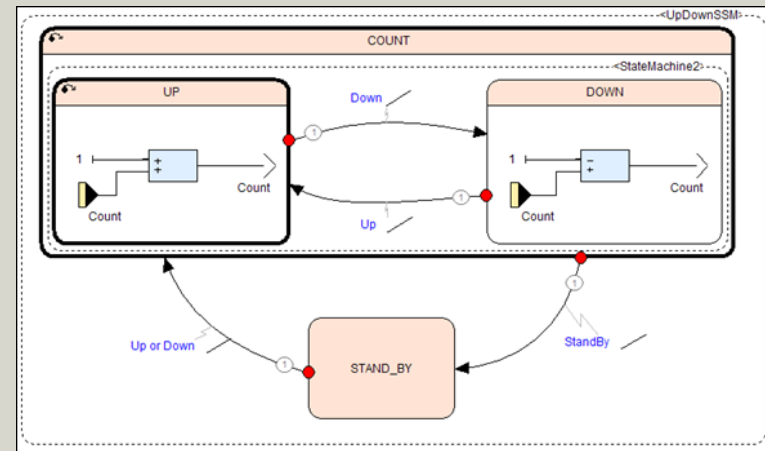 <UpDownSSM>
COUNT
<StateMachine2>
UP
DOWN
Down
1
1
+
+
Count
Count
1
−
+
Count
Count
1
Up
1
Up or Down
1
StandBy
STAND_BY